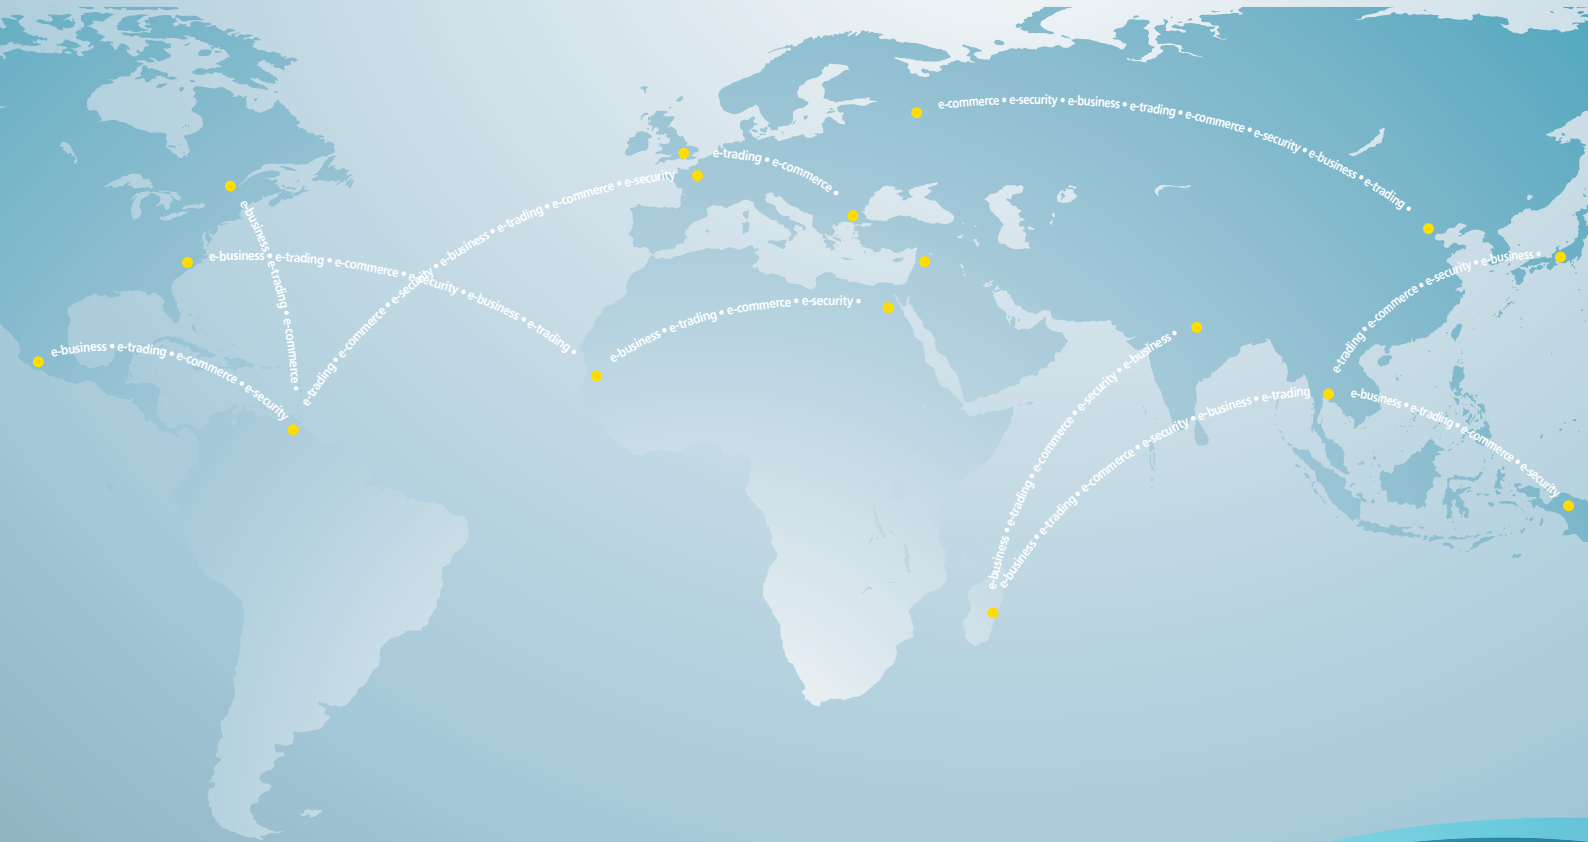 e-commerce • e-security • e-business • e-trading • e-commerce • e-security • e-business • e-trading •
e-trading • e-commerce •
e-trading • e-commerce • e-security • e-business • e-trading • e-commerce • e-security
e-business • e-trading • e-commerce •
e-business • e-trading • e-commerce • e-security • e-business • e-trading •
e-trading • e-commerce • e-security • e-business •
e-business • e-trading • e-commerce • e-security •
e-business • e-trading • e-commerce • e-security
e-business • e-trading • e-commerce • e-security • e-business •
e-business • e-trading • e-commerce • e-security • e-business • e-trading
e-business • e-trading • e-commerce • e-security